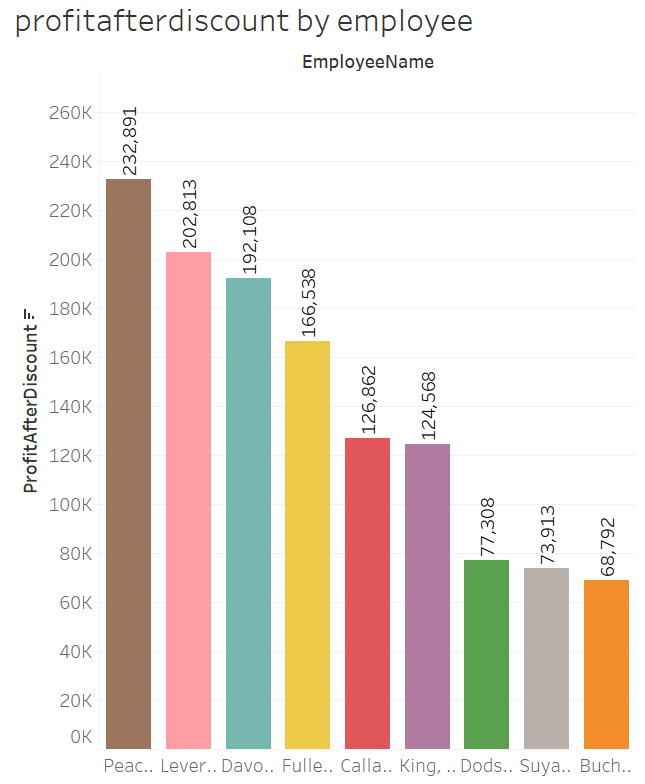 profitafterdiscount by employee
EmployeeName
ProfitAfterDiscount
260K
240K
220K
200K
180K
160K
140K
120K
100K
80K
60K
40K
20K
0K
232,891
202,813
192,108
166,538
126,862
124,568
77,308
73,913
68,792
Peac.. Lever.. Davo.. Fulle.. Calla.. King, .. Dods.. Suya.. Buch..